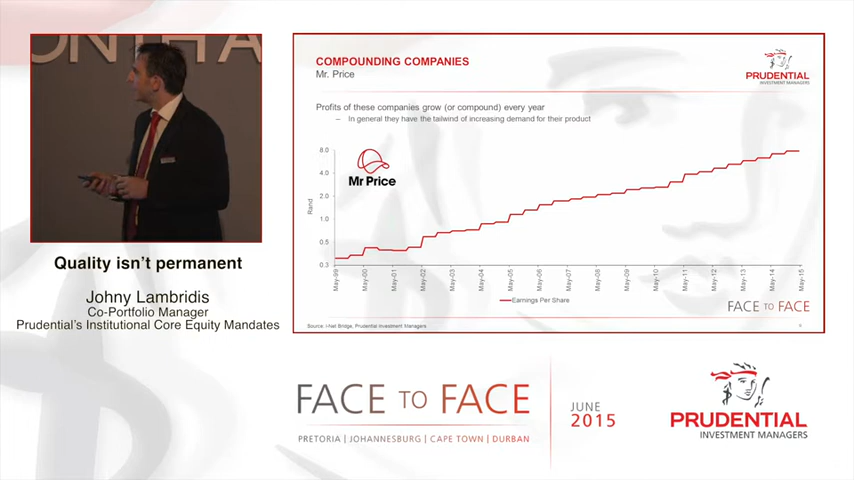 ONTHA
Quality isn't permanent
Johny Lambridis
Co-Portfolio Manager
Prudential's Institutional Core Equity Mandates
COMPOUNDING COMPANIES
Mr. Price
PRUDENTIAL
INVESTMENT MANAGERS
Profits of these companies grow (or compound) every year
– In general they have the tailwind of increasing demand for their product
Mr Price
Rand
8.0
4.0
2.0
1.0
0.5
0.3
May-99
May-00
May-01
May-02
May-03
May-04
May-05
May-06
May-07
May-08
May-09
May-10
May-11
May-12
May-13
May-14
May-15
Earnings Per Share
FACE TO FACE
Source: I-Net Bridge, Prudential Investment Managers
FACE TO FACE
PRETORIA | JOHANNESBURG | CAPE TOWN | DURBAN
JUNE
2015
PRUDENTIAL
INVESTMENT MANAGERS